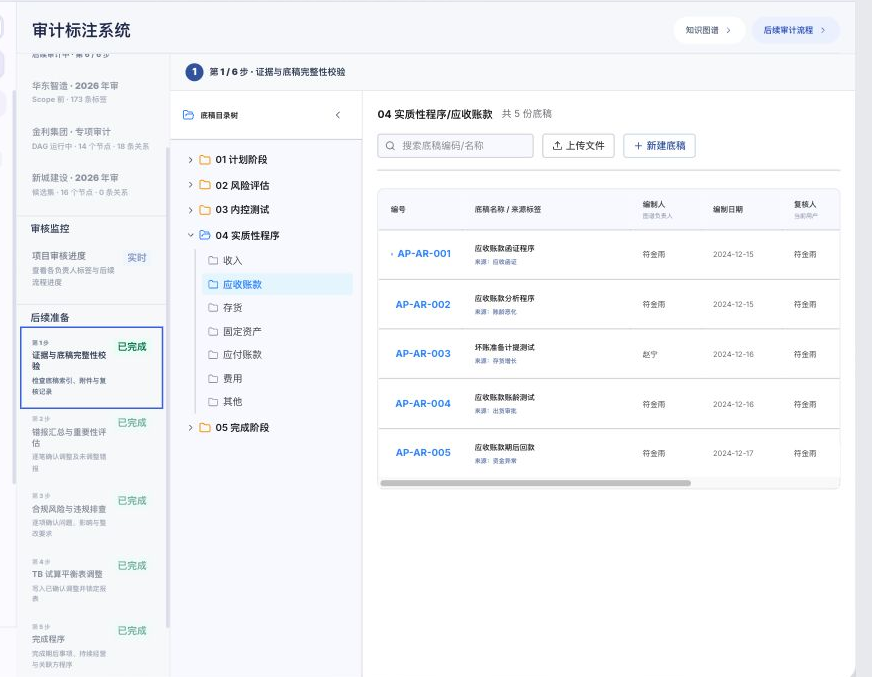 审计标注系统
知识图谱
后续审计流程
后续审计中 · 第 6 / 6 步
华东智造 · 2026 年审
Scope 前 · 173 条标签
金利集团 · 专项审计
DAG 运行中 · 14 个节点 · 18 条关系
新城建设 · 2026 年审
候选集 · 16 个节点 · 0 条关系
审核监控
项目审核进度
实时
查看各负责人标签与后续
流程进度
后续准备
第 1 步
已完成
证据与底稿完整性校
验
检查底稿索引、附件与复
核记录
第 2 步
已完成
错报汇总与重要性评
估
逐笔确认调整及未调整错
报
第 3 步
已完成
合规风险与违规排查
逐项确认问题、影响与整
改要求
第 4 步
已完成
TB 试算平衡表调整
写入已确认调整并锁定报
表
第 5 步
已完成
完成程序
完成期后事项、持续经营
与关联方程序
1
第 1 / 6 步 · 证据与底稿完整性校验
底稿目录树
01 计划阶段
02 风险评估
03 内控测试
04 实质性程序
收入
应收账款
存货
固定资产
应付账款
费用
其他
05 完成阶段
04 实质性程序/应收账款 共 5 份底稿
搜索底稿编码/名称
上传文件
新建底稿
编号
底稿名称 / 来源标签
编制人
图谱负责人
编制日期
复核人
当前用户
AP-AR-001
应收账款函证程序
来源：应收函证
符金雨
2024-12-15
符金雨
AP-AR-002
应收账款分析程序
来源：账龄恶化
符金雨
2024-12-15
符金雨
AP-AR-003
坏账准备计提测试
来源：存货增长
赵宁
2024-12-16
符金雨
AP-AR-004
应收账款账龄测试
来源：出货审批
符金雨
2024-12-16
符金雨
AP-AR-005
应收账款期后回款
来源：资金异常
符金雨
2024-12-17
符金雨